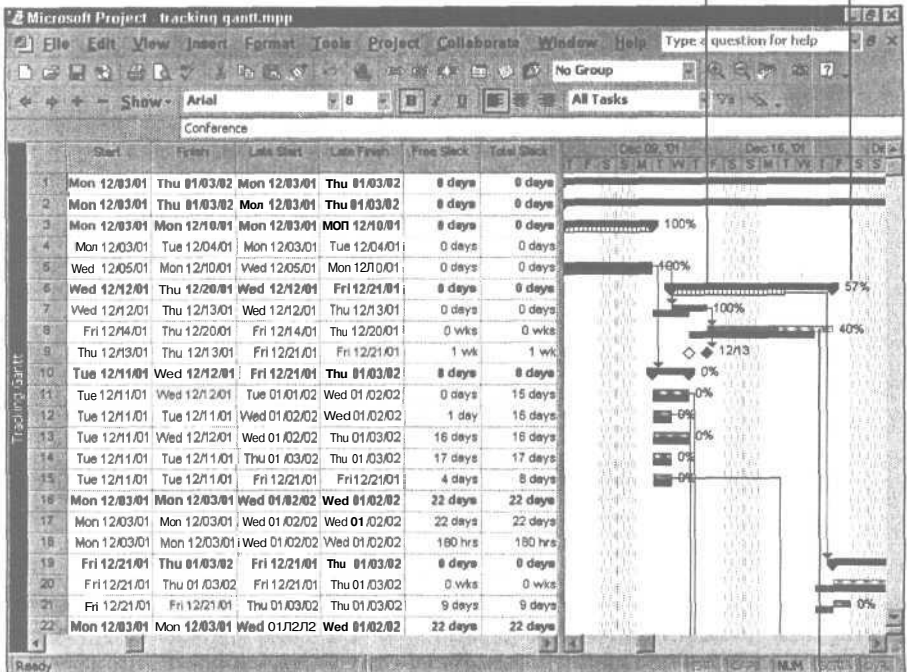 Microsoft Project - tracking gantt.mpp
File Edit View Insert Format Tools Project Collaborate Window Help Type a question for help
No Group
Show Arial 8 B I U All Tasks
Conference
Start Finish Late Start Late Finish Free Slack Total Slack Dec 09, '01 Dec 16, '01 De
T F S S M T W T F S S M T W T F S S
1 Mon 12/03/01 Thu 01/03/02 Mon 12/03/01 Thu 01/03/02 0 days 0 days
2 Mon 12/03/01 Thu 01/03/02 Mon 12/03/01 Thu 01/03/02 0 days 0 days
3 Mon 12/03/01 Mon 12/10/01 Mon 12/03/01 МОП 12/10/01 0 days 0 days 100%
4 Mon 12/03/01 Tue 12/04/01 Mon 12/03/01 Tue 12/04/01 0 days 0 days
5 Wed 12/05/01 Mon 12/10/01 Wed 12/05/01 Mon 12Л0/01 0 days 0 days 100%
6 Wed 12/12/01 Thu 12/20/01 Wed 12/12/01 Fri 12/21/01 0 days 0 days 57%
7 Wed 12/12/01 Thu 12/13/01 Wed 12/12/01 Thu 12/13/01 0 days 0 days 100%
8 Fri 12/14/01 Thu 12/20/01 Fri 12/14/01 Thu 12/20/01 0 wks 0 wks 40%
9 Thu 12/13/01 Thu 12/13/01 Fri 12/21/01 Fri 12/21/01 1 wk 1 wk 12/13
10 Tue 12/11/01 Wed 12/12/01 Fri 12/21/01 Thu 01/03/02 0 days 0 days 0%
11 Tue 12/11/01 Wed 12/12/01 Tue 01/01/02 Wed 01/02/02 0 days 15 days 0%
12 Tue 12/11/01 Tue 12/11/01 Wed 01/02/02 Wed 01/02/02 1 day 16 days 0%
13 Tue 12/11/01 Wed 12/12/01 Wed 01/02/02 Thu 01/03/02 16 days 16 days 0%
14 Tue 12/11/01 Tue 12/11/01 Thu 01/03/02 Thu 01/03/02 17 days 17 days 0%
15 Tue 12/11/01 Tue 12/11/01 Fri 12/21/01 Fri 12/21/01 4 days 8 days 0%
16 Mon 12/03/01 Mon 12/03/01 Wed 01/02/02 Wed 01/02/02 22 days 22 days
17 Mon 12/03/01 Mon 12/03/01 Wed 01/02/02 Wed 01/02/02 22 days 22 days
18 Mon 12/03/01 Mon 12/03/01 Wed 01/02/02 Wed 01/02/02 180 hrs 180 hrs
19 Fri 12/21/01 Thu 01/03/02 Fri 12/21/01 Thu 01/03/02 0 days 0 days
20 Fri 12/21/01 Thu 01/03/02 Fri 12/21/01 Thu 01/03/02 0 wks 0 wks
21 Fri 12/21/01 Fri 12/21/01 Thu 01/03/02 Thu 01/03/02 9 days 9 days 0%
22 Mon 12/03/01 Mon 12/03/01 Wed 01Л2Л2 Wed 01/02/02 22 days 22 days
Tracking Gantt
Ready NUM